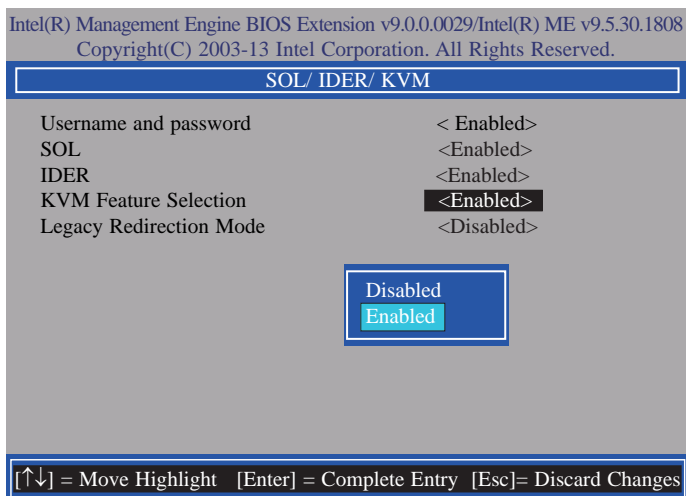 Intel(R) Management Engine BIOS Extension v9.0.0.0029/Intel(R) ME v9.5.30.1808
Copyright(C) 2003-13 Intel Corporation. All Rights Reserved.
SOL/ IDER/ KVM
Username and password < Enabled>
SOL <Enabled>
IDER <Enabled>
KVM Feature Selection <Enabled>
Legacy Redirection Mode <Disabled>
Disabled
Enabled
[↑↓] = Move Highlight [Enter] = Complete Entry [Esc]= Discard Changes